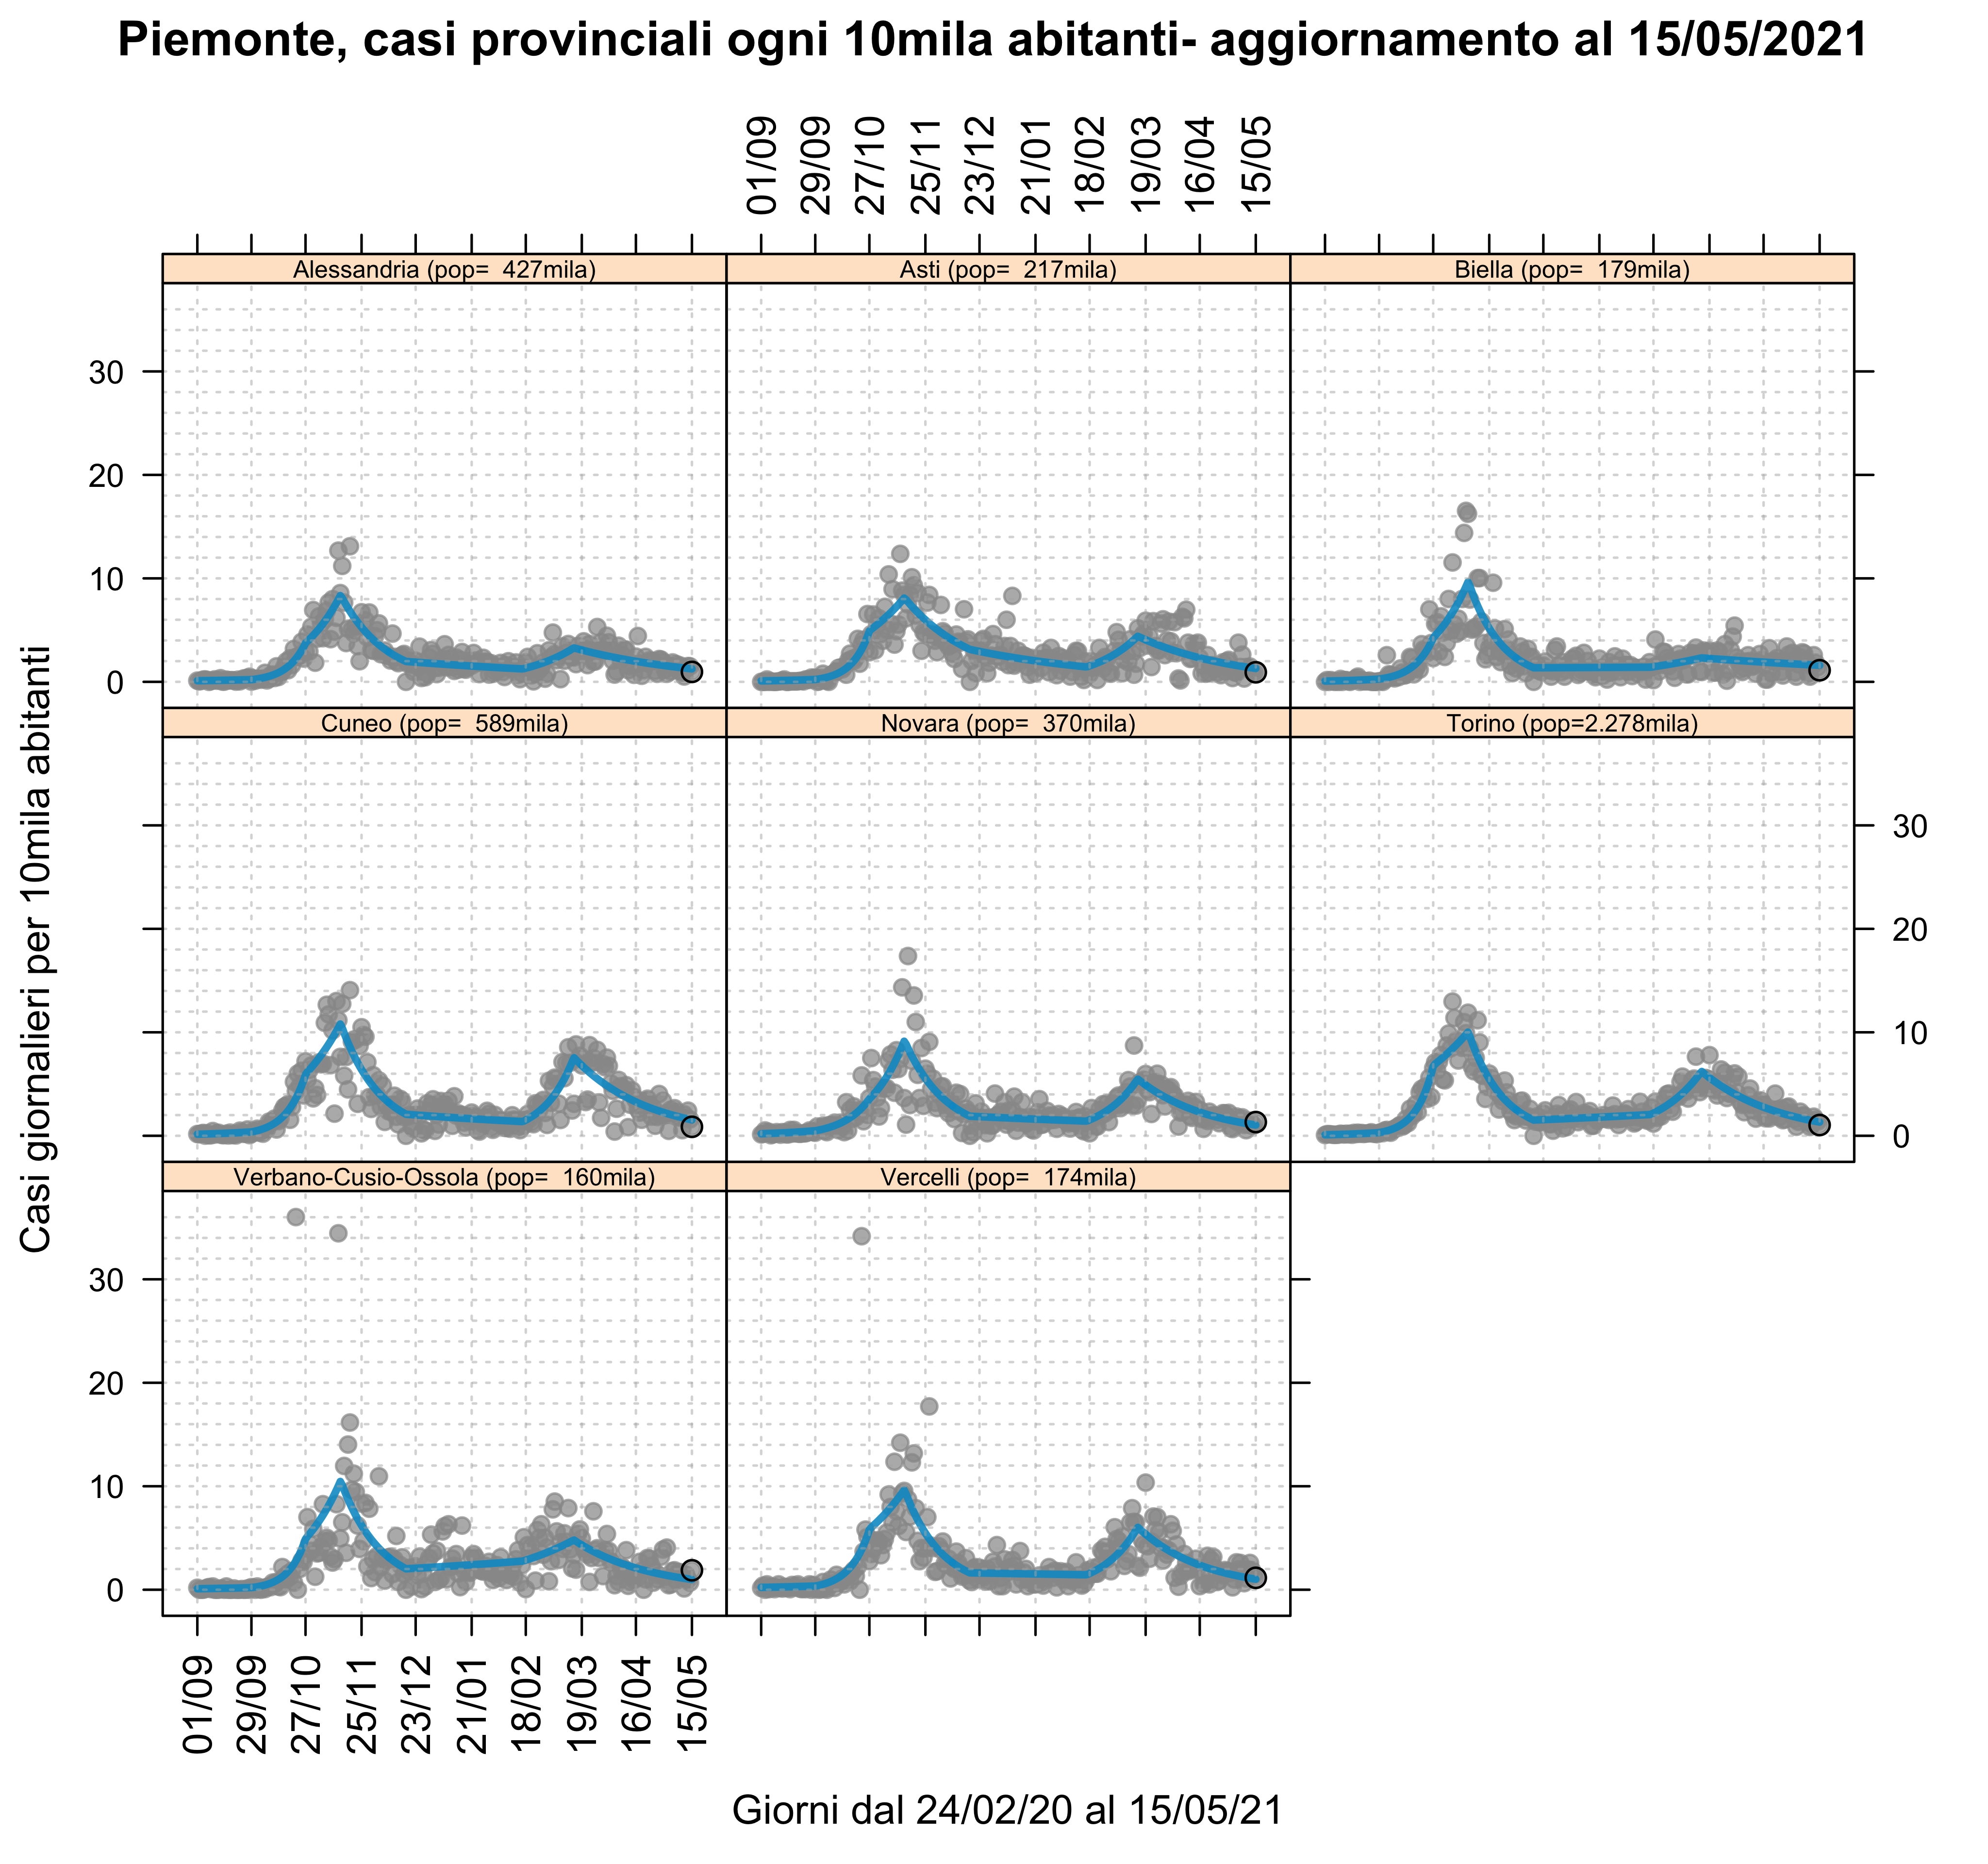 Piemonte, casi provinciali ogni 10mila abitanti- aggiornamento al 15/05/2021
01/09 29/09 27/10 25/11 23/12 21/01 18/02 19/03 16/04 15/05
Alessandria (pop=  427mila)
Asti (pop=  217mila)
Biella (pop=  179mila)
30
20
10
0
Cuneo (pop=  589mila)
Novara (pop=  370mila)
Torino (pop=2.278mila)
30
20
10
0
Verbano-Cusio-Ossola (pop=  160mila)
Vercelli (pop=  174mila)
30
20
10
0
Casi giornalieri per 10mila abitanti
01/09 29/09 27/10 25/11 23/12 21/01 18/02 19/03 16/04 15/05
Giorni dal 24/02/20 al 15/05/21